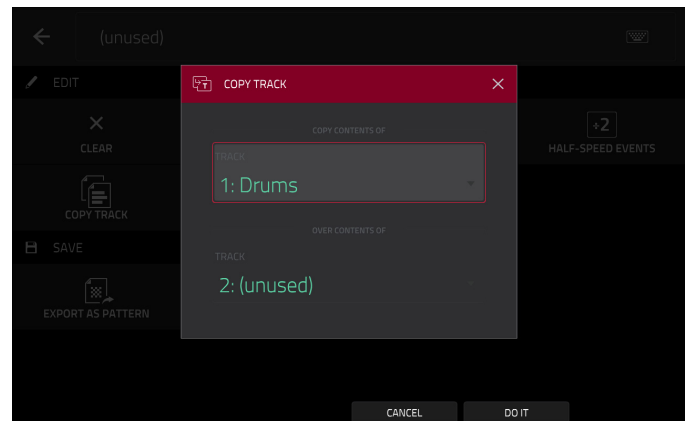 (unused)
EDIT
COPY TRACK
COPY CONTENTS OF
TRACK
1: Drums
OVER CONTENTS OF
TRACK
2: (unused)
CLEAR
÷2
HALF-SPEED EVENTS
COPY TRACK
SAVE
EXPORT AS PATTERN
CANCEL
DO IT